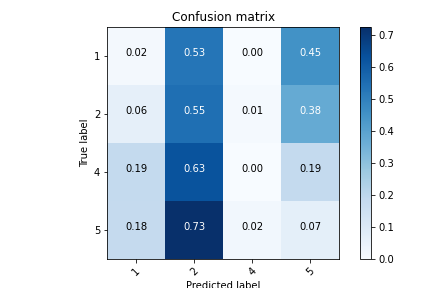 Confusion matrix
1 0.02 0.53 0.00 0.45
2 0.06 0.55 0.01 0.38
4 0.19 0.63 0.00 0.19
5 0.18 0.73 0.02 0.07
1 2 4 5
True label
Predicted label
0.7
0.6
0.5
0.4
0.3
0.2
0.1
0.0